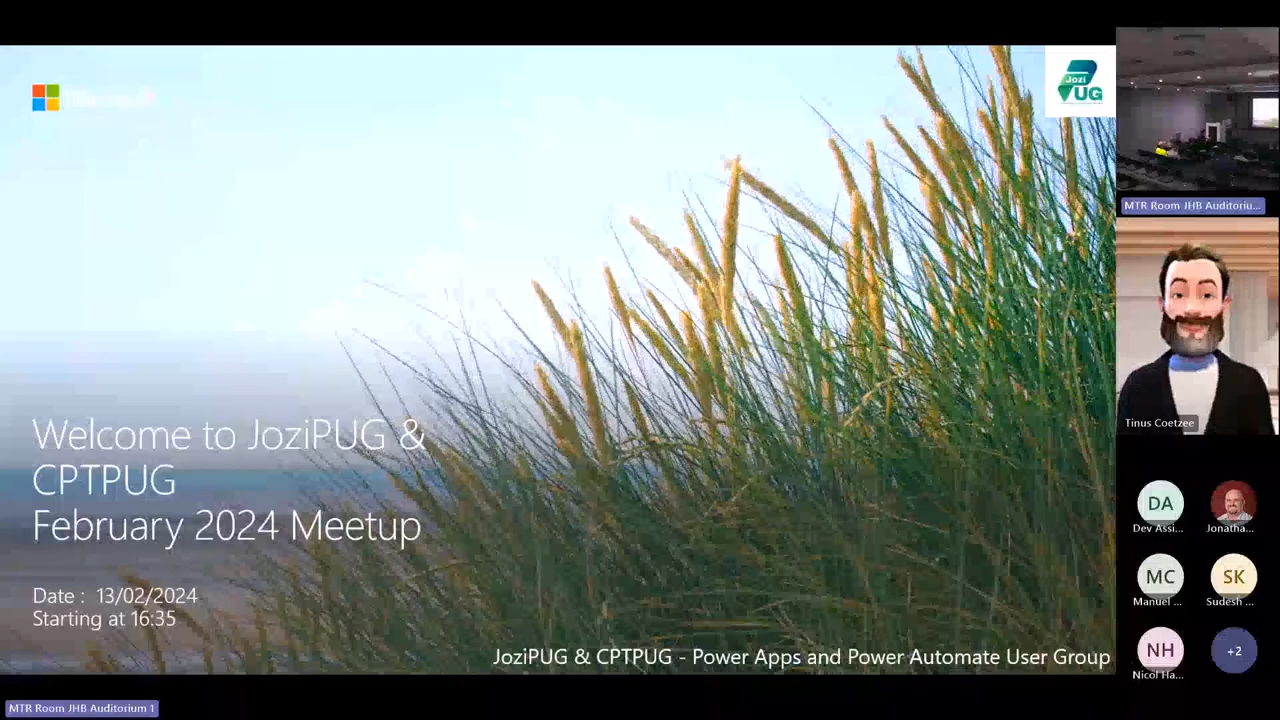 Jozi
UG
Welcome to JoziPUG &
CPTPUG
February 2024 Meetup
Date : 13/02/2024
Starting at 16:35
JoziPUG & CPTPUG - Power Apps and Power Automate User Group
MTR Room JHB Auditorium 1
MTR Room JHB Auditoriu...
Tinus Coetzee
DA
Dev Assi...
Jonatha...
MC
Manuel ...
SK
Sudesh ...
NH
Nicol Ha...
+2